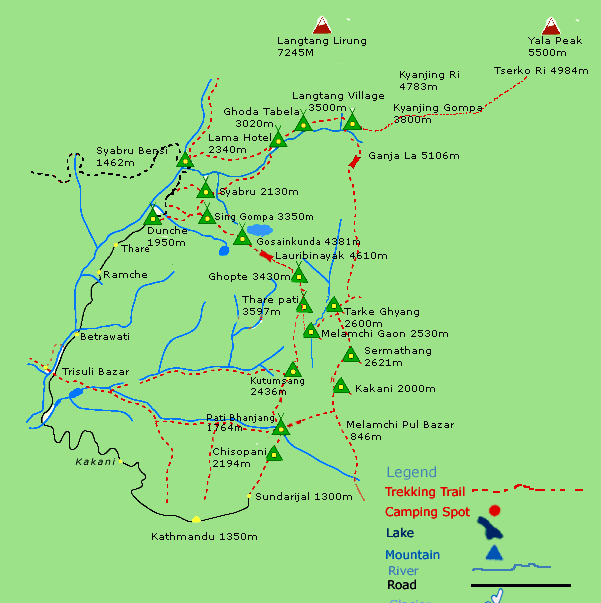 Langtang Lirung
7245M
Yala Peak
5500m
Tserko Ri 4984m
Kyanjing Ri
4783m
Langtang Village
3500m
Kyanjing Gompa
3800m
Ghoda Tabela
3020m
Lama Hotel
2340m
Syabru Bensi
1462m
Ganja La 5106m
Syabru 2130m
Sing Gompa 3350m
Dunche
1950m
Gosainkunda 4381m
Thare
Lauribinayak 4610m
Ramche
Ghopte 3430m
Thare pati
3597m
Tarke Ghyang
2600m
Melamchi Gaon 2530m
Betrawati
Sermathang
2621m
Trisuli Bazar
Kutumsang
2436m
Kakani 2000m
Pati Bhanjang
1764m
Melamchi Pul Bazar
846m
Chisopani
2194m
Kakani
Sundarijal 1300m
Kathmandu 1350m
Legend
Trekking Trail
Camping Spot
Lake
Mountain
River
Road
Glacier